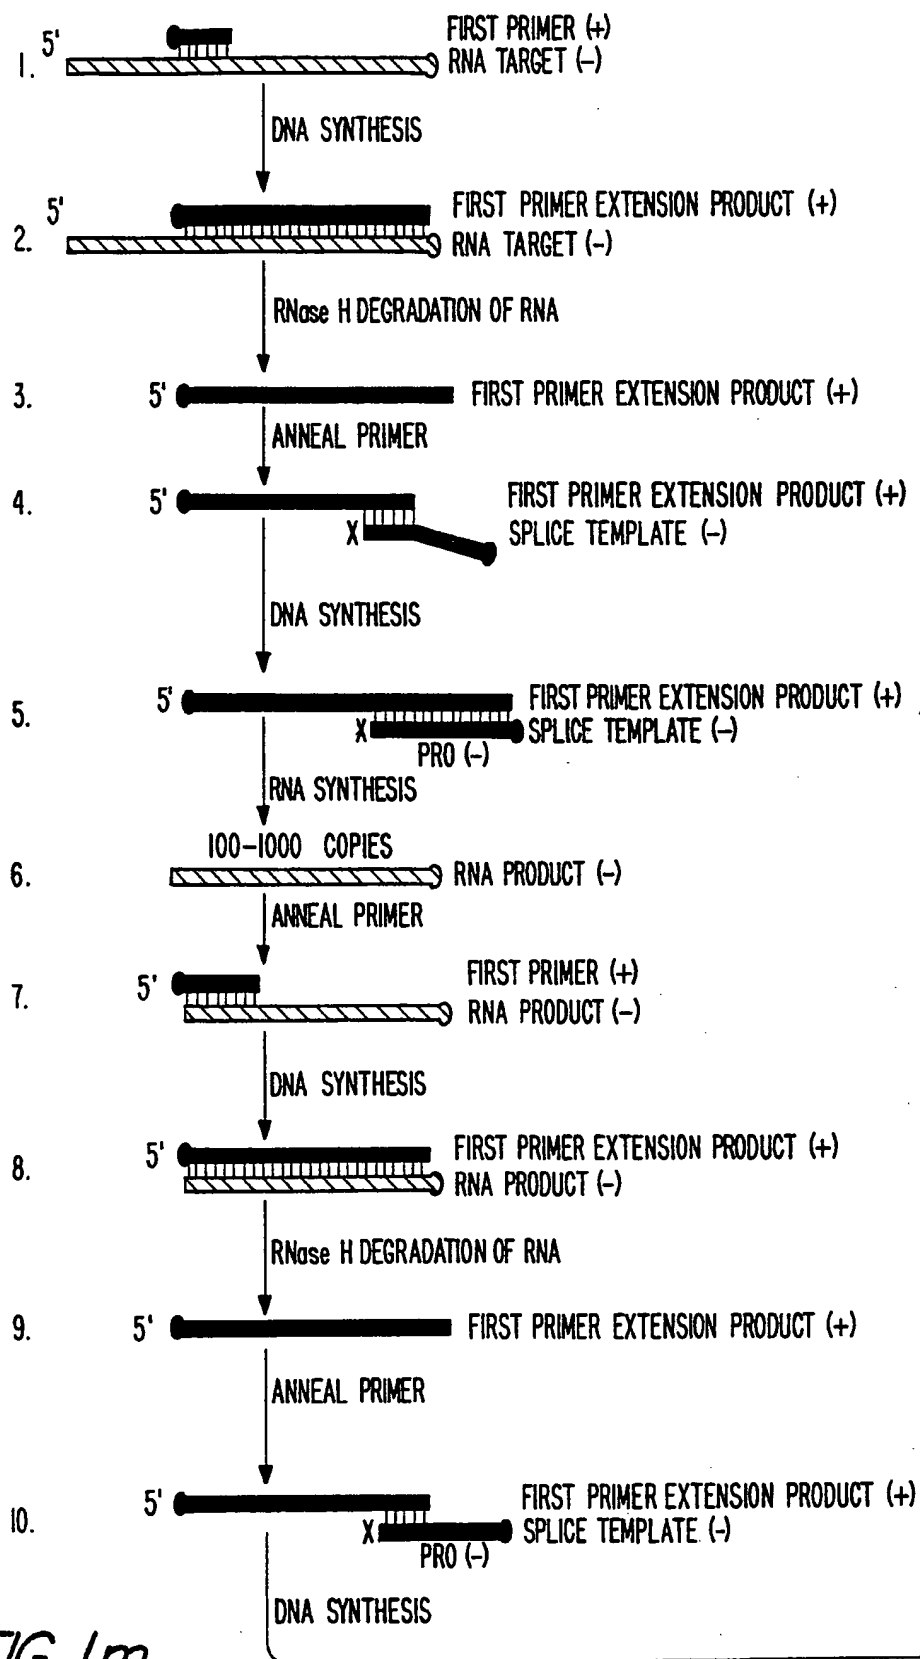 5' FIRST PRIMER (+)
1. RNA TARGET (-)
DNA SYNTHESIS
5' FIRST PRIMER EXTENSION PRODUCT (+)
2. RNA TARGET (-)
RNase H DEGRADATION OF RNA
3. 5' FIRST PRIMER EXTENSION PRODUCT (+)
ANNEAL PRIMER
4. 5' FIRST PRIMER EXTENSION PRODUCT (+)
X SPLICE TEMPLATE (-)
DNA SYNTHESIS
5. 5' FIRST PRIMER EXTENSION PRODUCT (+)
X SPLICE TEMPLATE (-)
PRO (-)
RNA SYNTHESIS
100-1000 COPIES
6. RNA PRODUCT (-)
ANNEAL PRIMER
7. 5' FIRST PRIMER (+)
RNA PRODUCT (-)
DNA SYNTHESIS
8. 5' FIRST PRIMER EXTENSION PRODUCT (+)
RNA PRODUCT (-)
RNase H DEGRADATION OF RNA
9. 5' FIRST PRIMER EXTENSION PRODUCT (+)
ANNEAL PRIMER
10. 5' FIRST PRIMER EXTENSION PRODUCT (+)
X SPLICE TEMPLATE (-)
PRO (-)
DNA SYNTHESIS
FIG. 1m